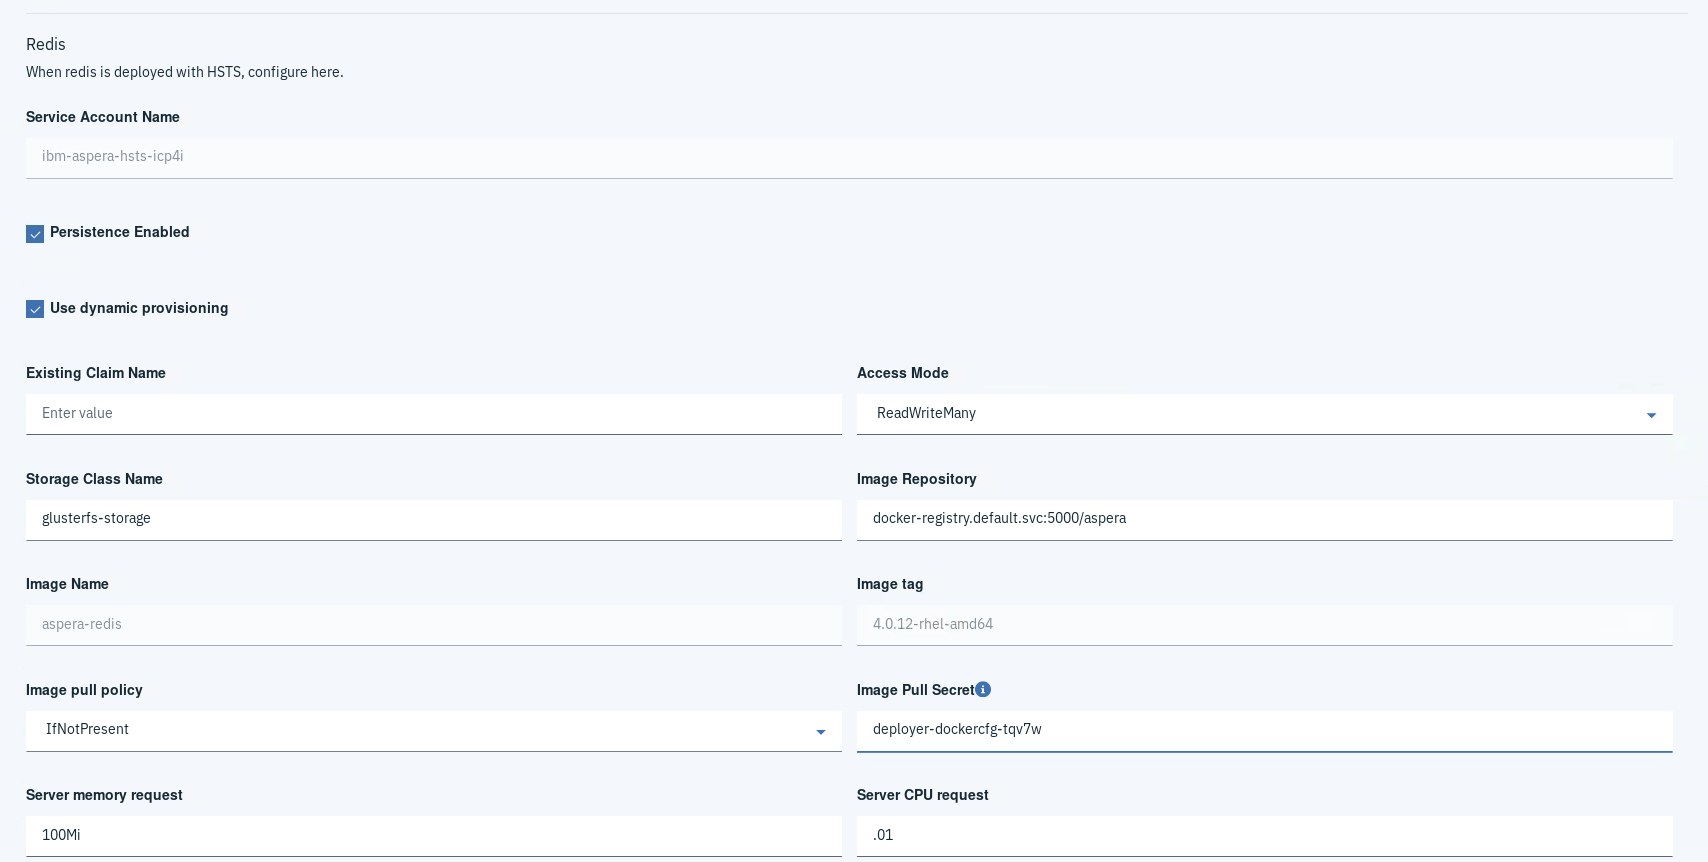 Redis
When redis is deployed with HSTS, configure here.
Service Account Name
ibm-aspera-hsts-icp4i
Persistence Enabled
Use dynamic provisioning
Existing Claim Name
Enter value
Access Mode
ReadWriteMany
Storage Class Name
glusterfs-storage
Image Repository
docker-registry.default.svc:5000/aspera
Image Name
aspera-redis
Image tag
4.0.12-rhel-amd64
Image pull policy
IfNotPresent
Image Pull Secret
deployer-dockercfg-tqv7w
Server memory request
100Mi
Server CPU request
.01